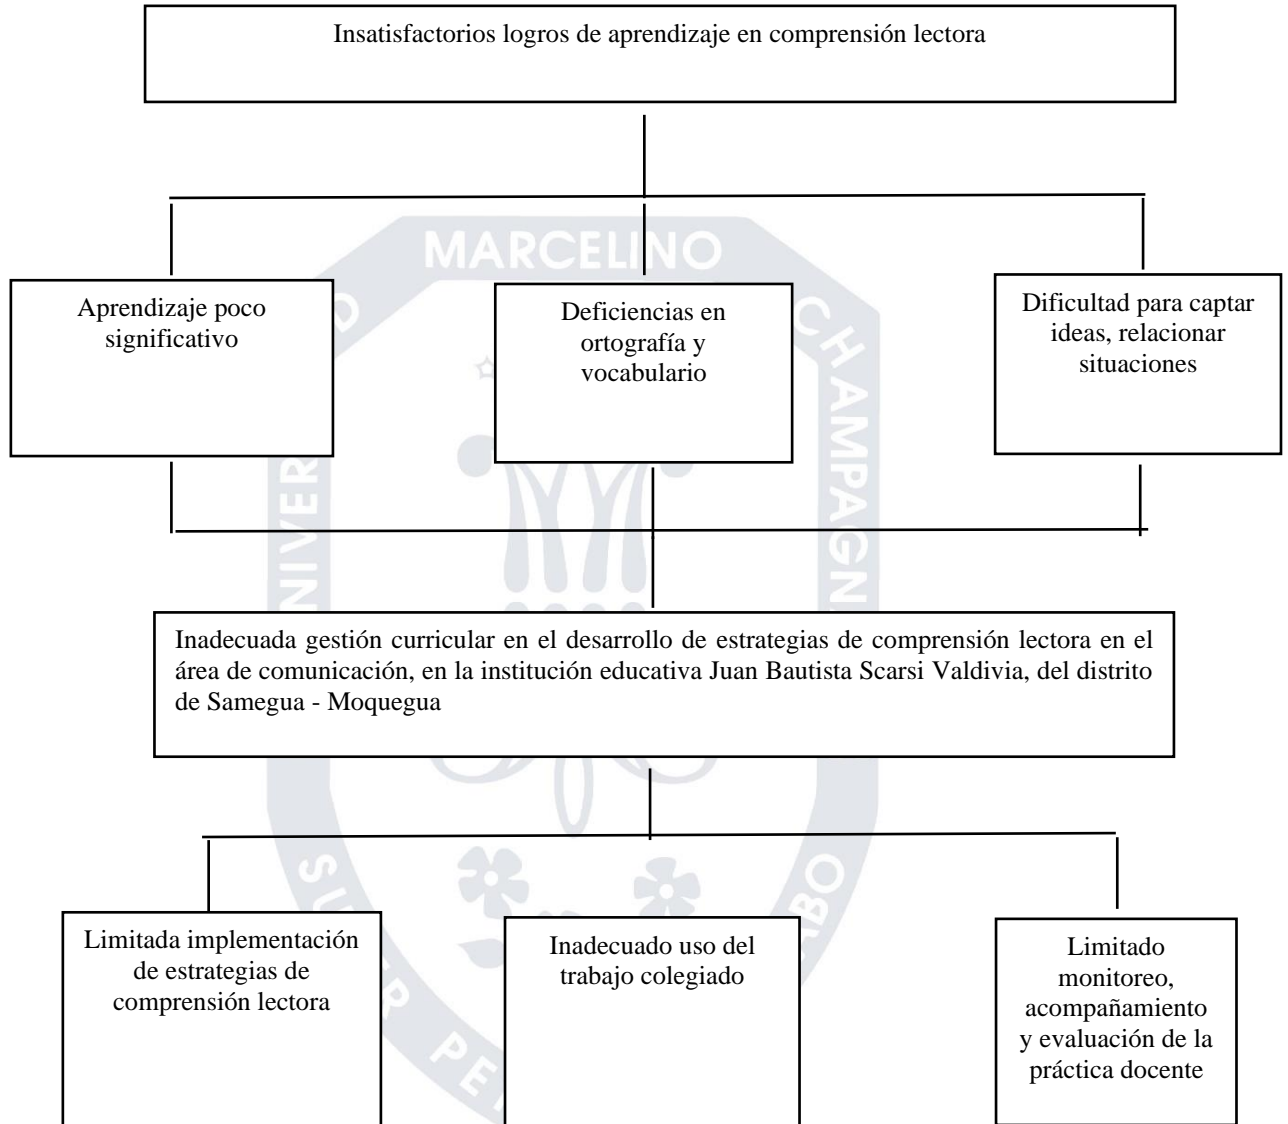 Insatisfactorios logros de aprendizaje en comprensión lectora
MARCELINO
CHAMPAGN
Aprendizaje poco
significativo
Deficiencias en
ortografía y
vocabulario
Dificultad para captar
ideas, relacionar
situaciones
Inadecuada gestión curricular en el desarrollo de estrategias de comprensión lectora en el
área de comunicación, en la institución educativa Juan Bautista Scarsi Valdivia, del distrito
de Samegua - Moquegua
Limitada implementación
de estrategias de
comprensión lectora
Inadecuado uso del
trabajo colegiado
Limitado
monitoreo,
acompañamiento
y evaluación de la
práctica docente